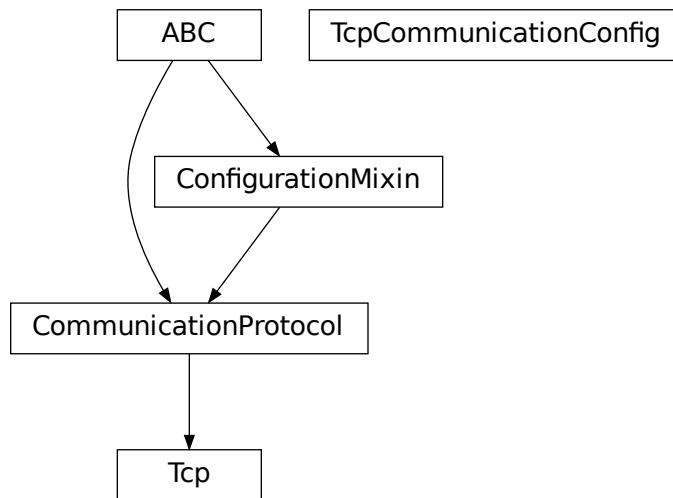 ABC
TcpCommunicationConfig
ConfigurationMixin
CommunicationProtocol
Tcp